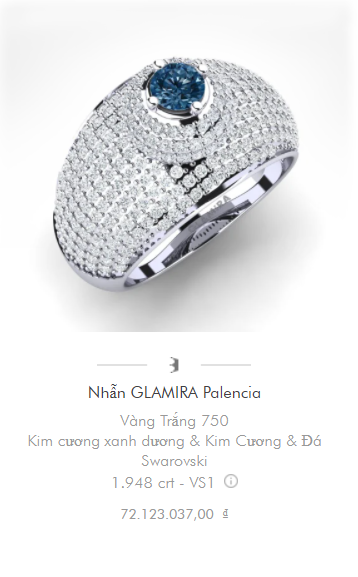 Nhẫn GLAMIRA Palencia
Vàng Trắng 750
Kim cương xanh dương & Kim Cương & Đá
Swarovski
1.948 crt - VS1
72.123.037,00 ₫